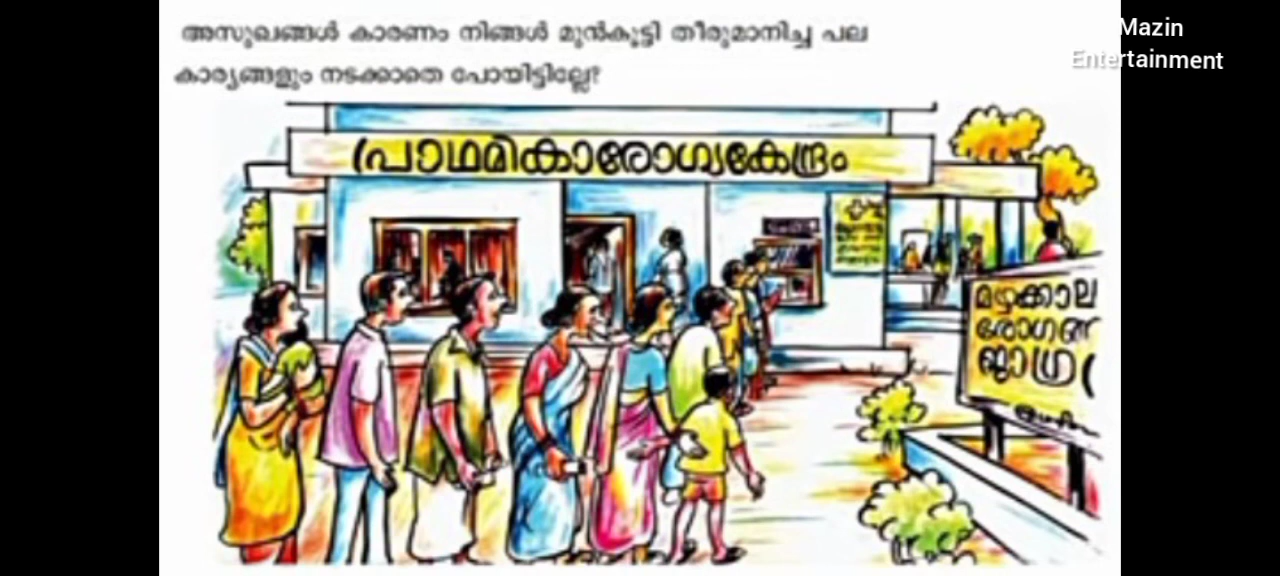 അസുഖങ്ങൾ കാരണം നിങ്ങൾ മുൻകൂട്ടി തീരുമാനിച്ച പല
കാര്യങ്ങളും നടക്കാതെ പോയിട്ടില്ലേ?
Mazin
Entertainment
പ്രാഥമികാരോഗ്യകേന്ദ്രം
മഴക്കാല
രോഗങ്ങ
ജാഗ്ര